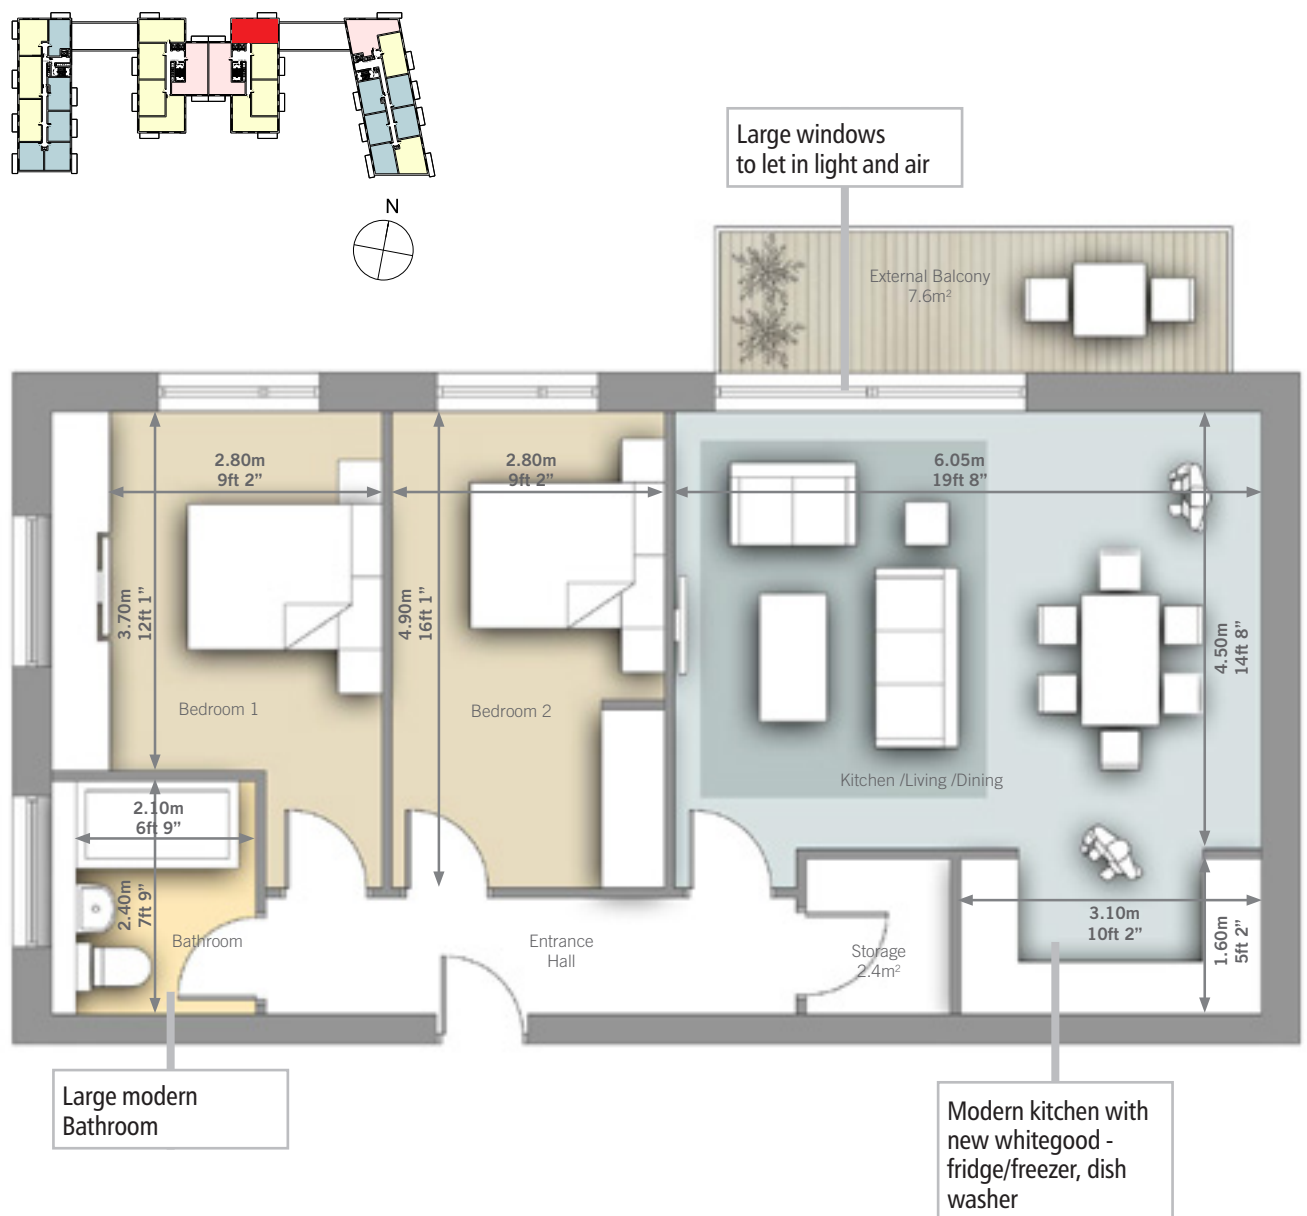 N
Large windows
to let in light and air
External Balcony
7.6m²
2.80m
9ft 2”
2.80m
9ft 2”
6.05m
19ft 8”
3.70m
12ft 1”
4.90m
16ft 1”
4.50m
14ft 8”
Bedroom 1
Bedroom 2
Kitchen /Living /Dining
2.10m
6ft 9”
2.40m
7ft 9”
Bathroom
Entrance
Hall
Storage
2.4m²
3.10m
10ft 2”
1.60m
5ft 2”
Large modern
Bathroom
Modern kitchen with
new whitegood -
fridge/freezer, dish
washer